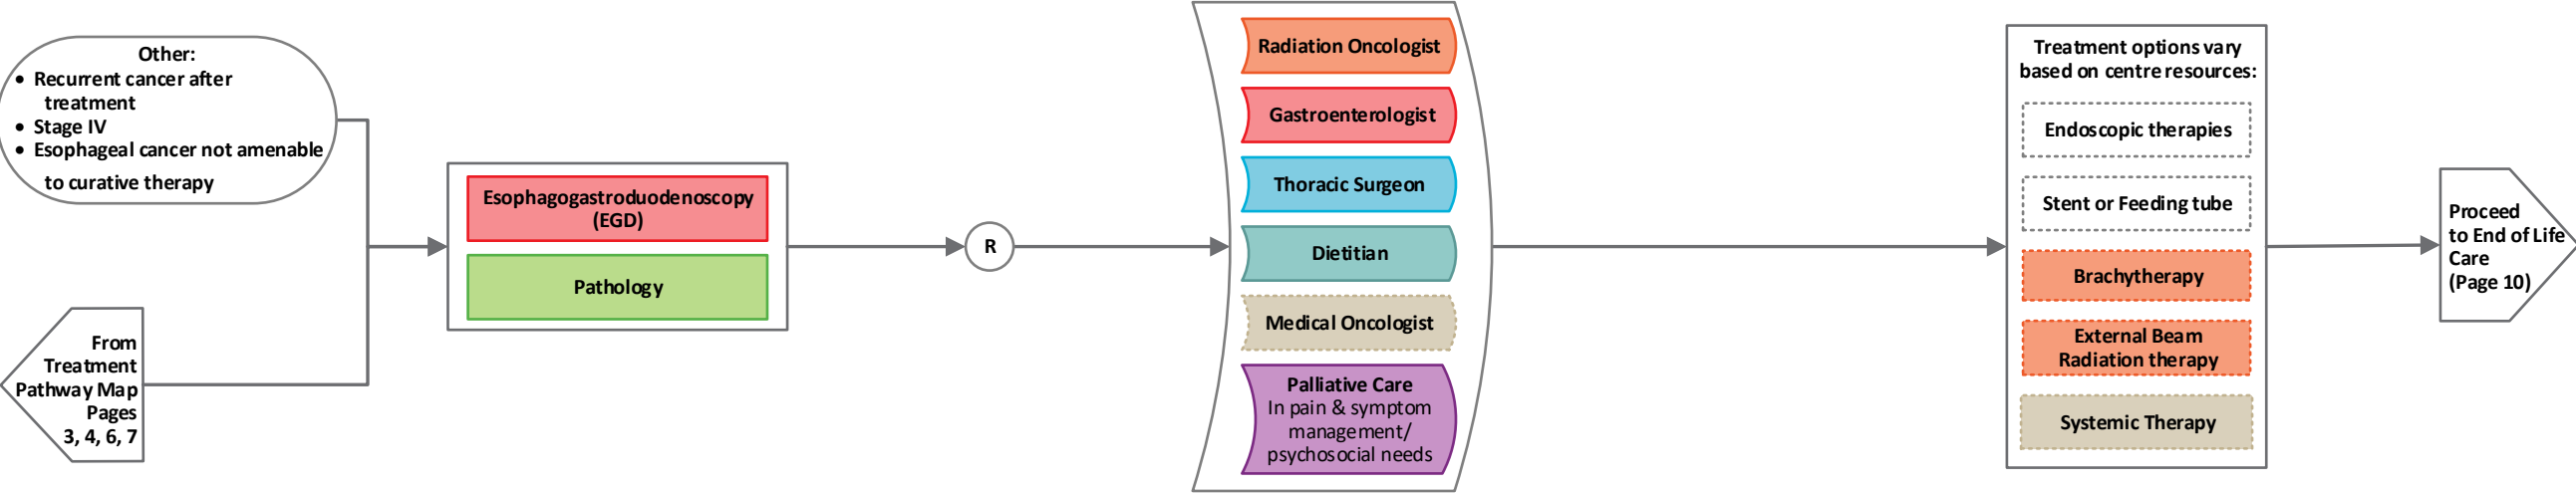 Other:
• Recurrent cancer after
treatment
• Stage IV
• Esophageal cancer not amenable
to curative therapy
From
Treatment
Pathway Map
Pages
3, 4, 6, 7
Esophagogastroduodenoscopy
(EGD)
Pathology
R
Radiation Oncologist
Gastroenterologist
Thoracic Surgeon
Dietitian
Medical Oncologist
Palliative Care
In pain & symptom
management/
psychosocial needs
Treatment options vary
based on centre resources:
Endoscopic therapies
Stent or Feeding tube
Brachytherapy
External Beam
Radiation therapy
Systemic Therapy
Proceed
to End of Life
Care
(Page 10)